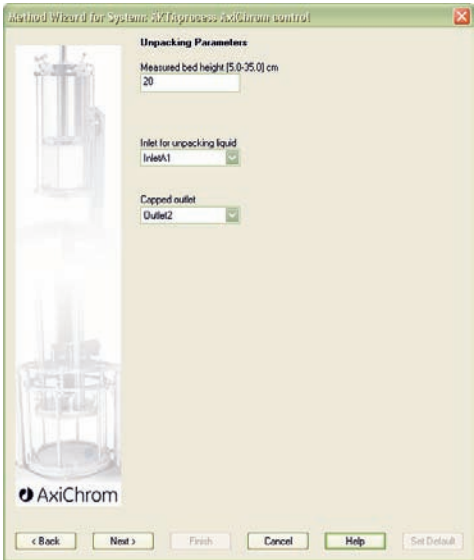 Method Wizard for System: ÄKTAprocess AxiChrom control
Unpacking Parameters
Measured bed height [5.0-35.0] cm
20
Inlet for unpacking liquid
InletA1
Capped outlet
Outlet2
AxiChrom
< Back Next > Finish Cancel Help Set Default